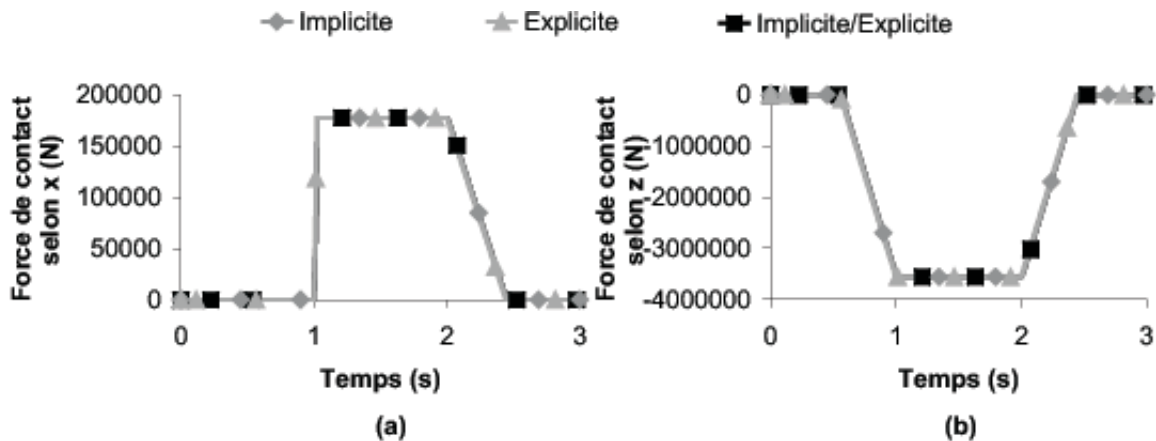 Implicite
Explicite
Implicite/Explicite
Force de contact
selon x (N)
200000
150000
100000
50000
0
0
1
2
3
Temps (s)
(a)
Force de contact
selon z (N)
0
-1000000
-2000000
-3000000
-4000000
0
1
2
3
Temps (s)
(b)